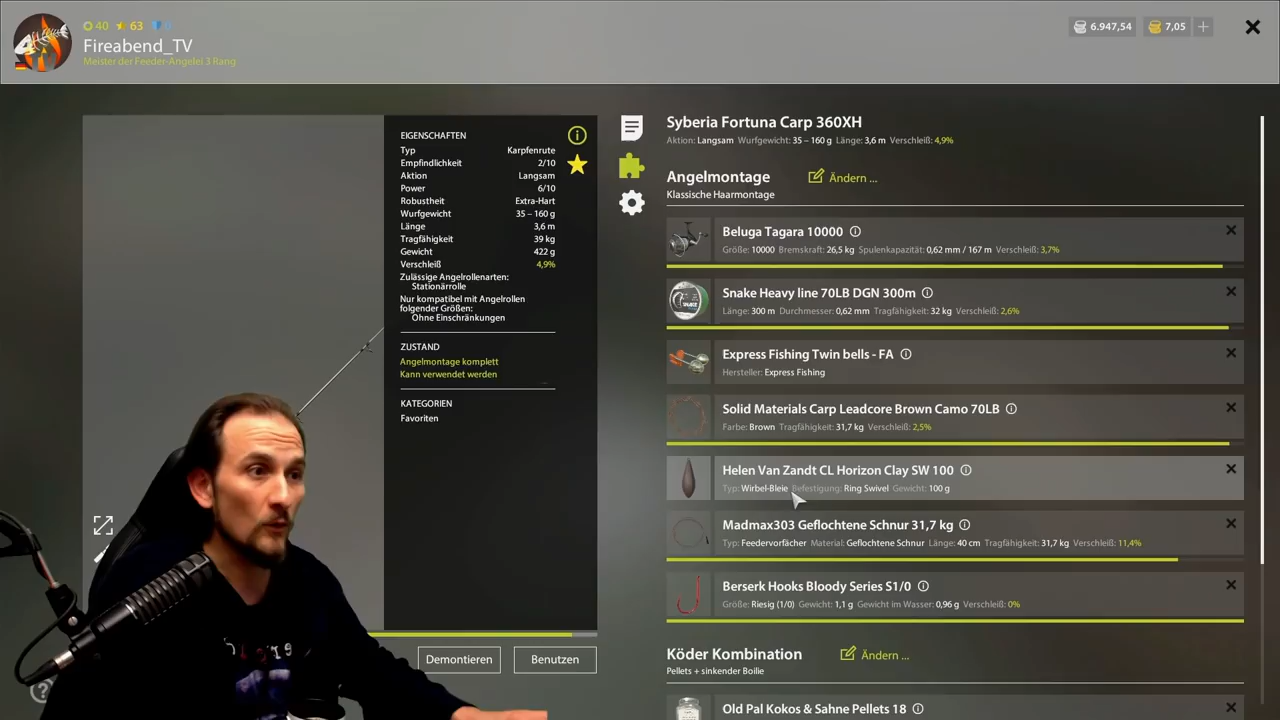 40 63
Fireabend_TV
Meister der Feeder-Angelei 3 Rang
6.947,54
7,05
EIGENSCHAFTEN
Typ Karpfenrute
Empfindlichkeit 2/10
Aktion Langsam
Power 6/10
Robustheit Extra-Hart
Wurfgewicht 35 – 160 g
Länge 3,6 m
Tragfähigkeit 39 kg
Gewicht 422 g
Verschleiß 4,9%
Zulässige Angelrollenarten:
Stationärrolle
Nur kompatibel mit Angelrollen
folgender Größen:
Ohne Einschränkungen
ZUSTAND
Angelmontage komplett
Kann verwendet werden
KATEGORIEN
Favoriten
Demontieren
Benutzen
Syberia Fortuna Carp 360XH
Aktion: Langsam Wurfgewicht: 35 – 160 g Länge: 3,6 m Verschleiß: 4,9%
Angelmontage
Ändern ...
Klassische Haarmontage
Beluga Tagara 10000
Größe: 10000 Bremskraft: 26,5 kg Spulenkapazität: 0,62 mm / 167 m Verschleiß: 3,7%
Snake Heavy line 70LB DGN 300m
Länge: 300 m Durchmesser: 0,62 mm Tragfähigkeit: 32 kg Verschleiß: 2,6%
Express Fishing Twin bells - FA
Hersteller: Express Fishing
Solid Materials Carp Leadcore Brown Camo 70LB
Farbe: Brown Tragfähigkeit: 31,7 kg Verschleiß: 2,5%
Helen Van Zandt CL Horizon Clay SW 100
Typ: Wirbel-Bleie Befestigung: Ring Swivel Gewicht: 100 g
Madmax303 Geflochtene Schnur 31,7 kg
Typ: Feedervorfächer Material: Geflochtene Schnur Länge: 40 cm Tragfähigkeit: 31,7 kg Verschleiß: 11,4%
Berserk Hooks Bloody Series S1/0
Größe: Riesig (1/0) Gewicht: 1,1 g Gewicht im Wasser: 0,96 g Verschleiß: 0%
Köder Kombination
Ändern ...
Pellets + sinkender Boilie
Old Pal Kokos & Sahne Pellets 18